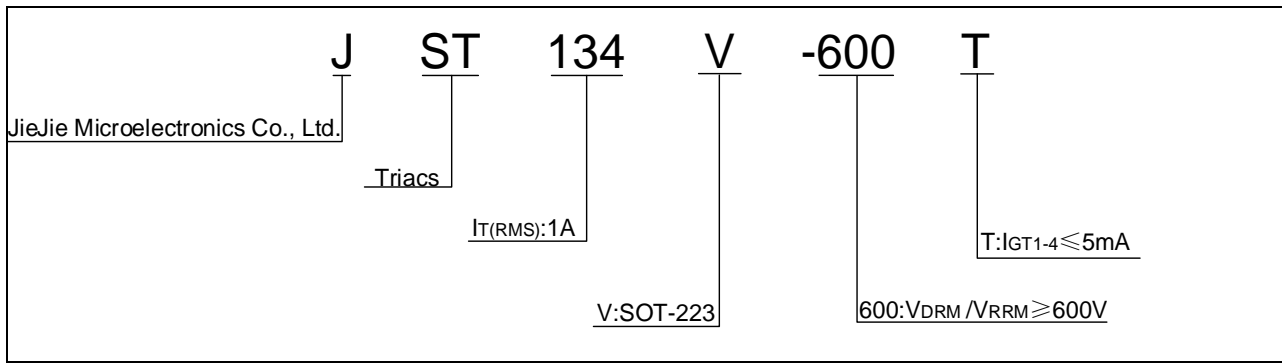 J ST 134 V -600 T
JieJie Microelectronics Co., Ltd.
Triacs
IT(RMS):1A
T:IGT1-4≤5mA
V:SOT-223
600:VDRM /VRRM≥600V